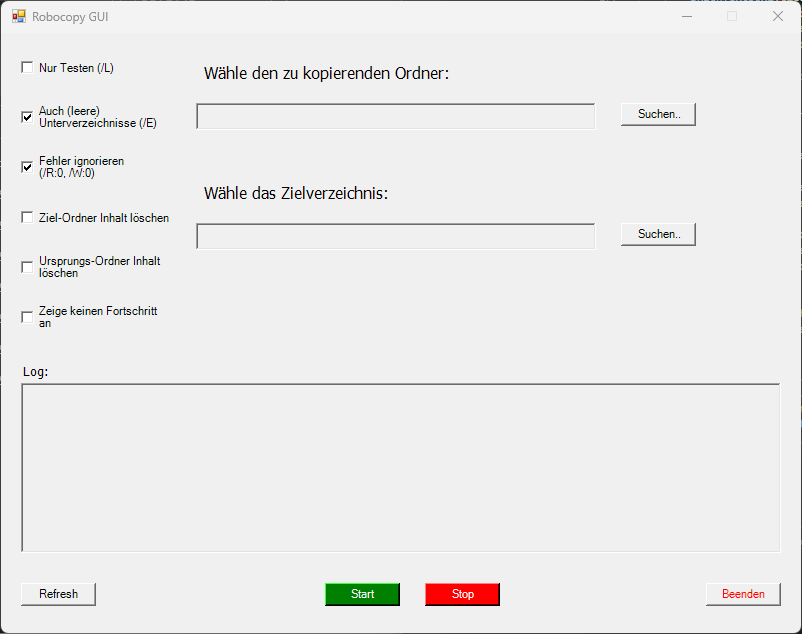 Robocopy GUI
Nur Testen (/L)
Wähle den zu kopierenden Ordner:
Auch (leere)
Unterverzeichnisse (/E)
Suchen..
Fehler ignorieren
(/R:0, /W:0)
Wähle das Zielverzeichnis:
Ziel-Ordner Inhalt löschen
Suchen..
Ursprungs-Ordner Inhalt
löschen
Zeige keinen Fortschritt
an
Log:
Refresh
Start
Stop
Beenden